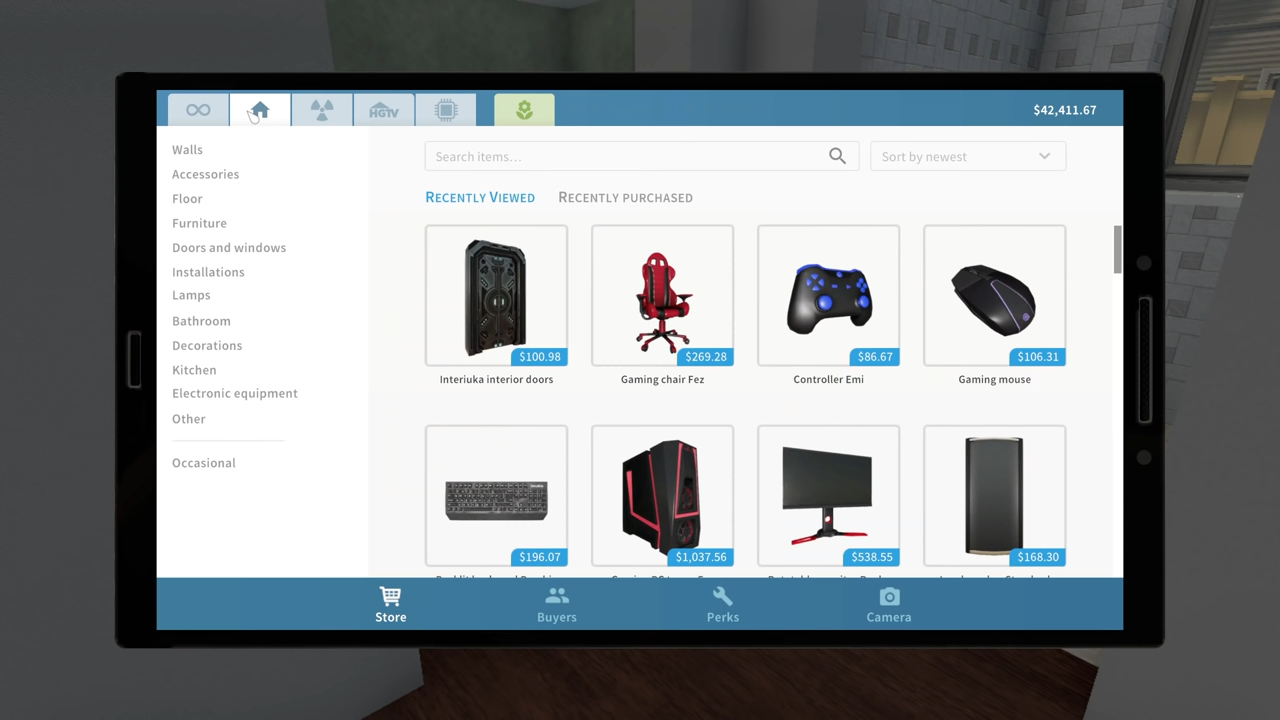 HGTV
$42,411.67
Walls
Accessories
Floor
Furniture
Doors and windows
Installations
Lamps
Bathroom
Decorations
Kitchen
Electronic equipment
Other
Occasional
Search items...
Sort by newest
RECENTLY VIEWED
RECENTLY PURCHASED
$100.98
$269.28
$86.67
$106.31
Interiuka interior doors
Gaming chair Fez
Controller Emi
Gaming mouse
$196.07
$1,037.56
$538.55
$168.30
Store
Buyers
Perks
Camera